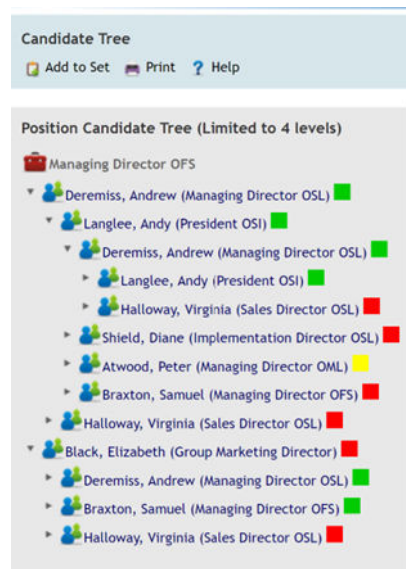 Candidate Tree
Add to Set Print ? Help
Position Candidate Tree (Limited to 4 levels)
Managing Director OFS
Deremiss, Andrew (Managing Director OSL)
Langlee, Andy (President OSI)
Deremiss, Andrew (Managing Director OSL)
Langlee, Andy (President OSI)
Halloway, Virginia (Sales Director OSL)
Shield, Diane (Implementation Director OSL)
Atwood, Peter (Managing Director OML)
Braxton, Samuel (Managing Director OFS)
Halloway, Virginia (Sales Director OSL)
Black, Elizabeth (Group Marketing Director)
Deremiss, Andrew (Managing Director OSL)
Braxton, Samuel (Managing Director OFS)
Halloway, Virginia (Sales Director OSL)